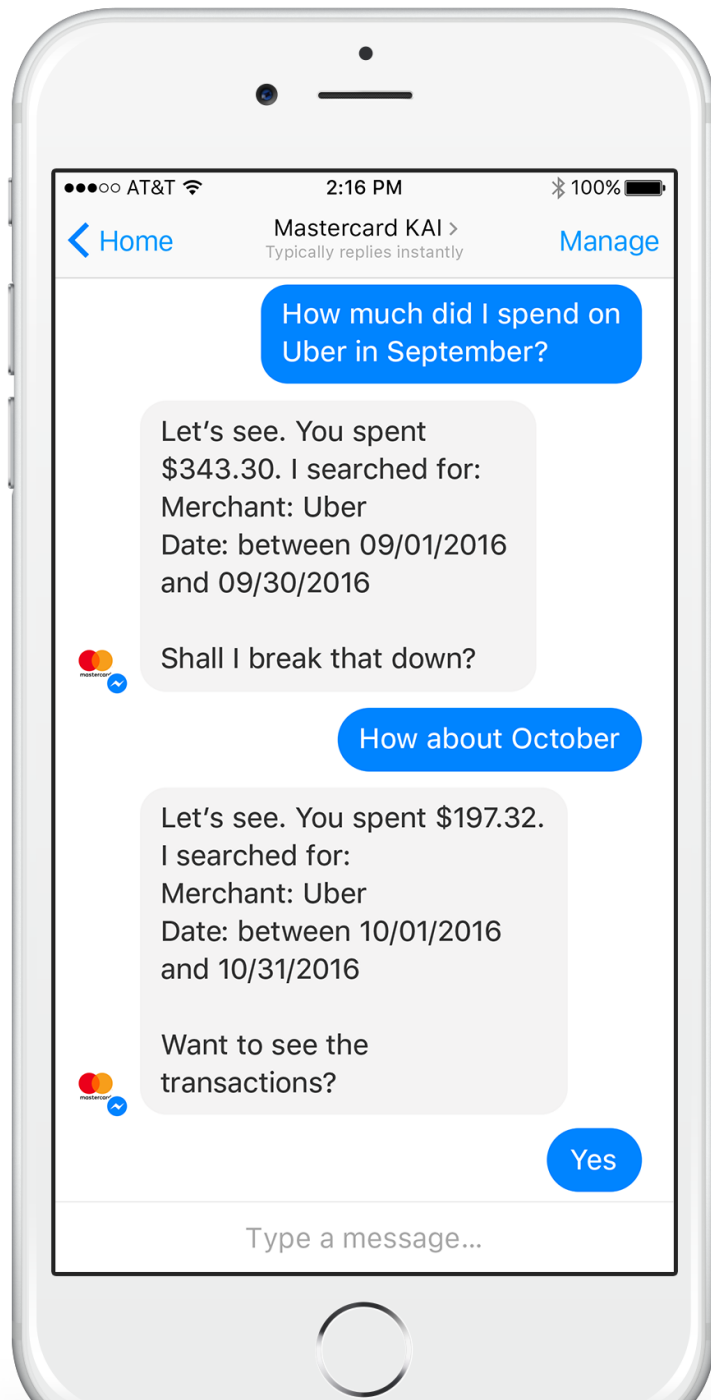 AT&T
2:16 PM
100%
Home
Mastercard KAI
Typically replies instantly
Manage
How much did I spend on
Uber in September?
Let’s see. You spent
$343.30. I searched for:
Merchant: Uber
Date: between 09/01/2016
and 09/30/2016
Shall I break that down?
mastercard
How about October
Let’s see. You spent $197.32.
I searched for:
Merchant: Uber
Date: between 10/01/2016
and 10/31/2016
Want to see the
transactions?
mastercard
Yes
Type a message...